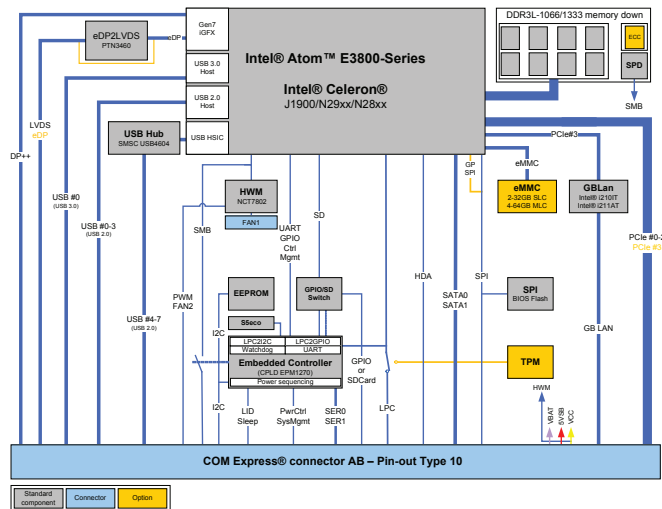 DDR3L-1066/1333 memory down
ECC
SPD
SMB
Gen7
iGFX
eDP
eDP2LVDS
PTN3460
Intel® Atom™ E3800-Series
Intel® Celeron®
J1900/N29xx/N28xx
USB 3.0
Host
USB 2.0
Host
USB HSIC
USB Hub
SMSC USB4604
LVDS
eDP
DP++
PCIe#3
eMMC
GP
SPI
HWM
NCT7802
FAN1
eMMC
2-32GB SLC
4-64GB MLC
GBLan
Intel® i210IT
Intel® i211AT
USB #0
(USB 3.0)
USB #0-3
(USB 2.0)
SMB
UART
GPIO
Ctrl
Mgmt
SD
PCIe #0-2
PCIe #3
HDA
SATA0
SATA1
SPI
SPI
BIOS Flash
PWM
FAN2
EEPROM
GPIO/SD
Switch
USB #4-7
(USB 2.0)
I2C
S5eco
LPC2I2C
LPC2GPIO
Watchdog
UART
Embedded Controller
(CPLD EPM1270)
Power sequencing
GPIO
or
SDCard
GB LAN
TPM
HWM
VBAT
5VSB
VCC
I2C
LID
Sleep
PwrCtrl
SysMgmt
SER0
SER1
LPC
COM Express® connector AB – Pin-out Type 10
Standard
component
Connector
Option